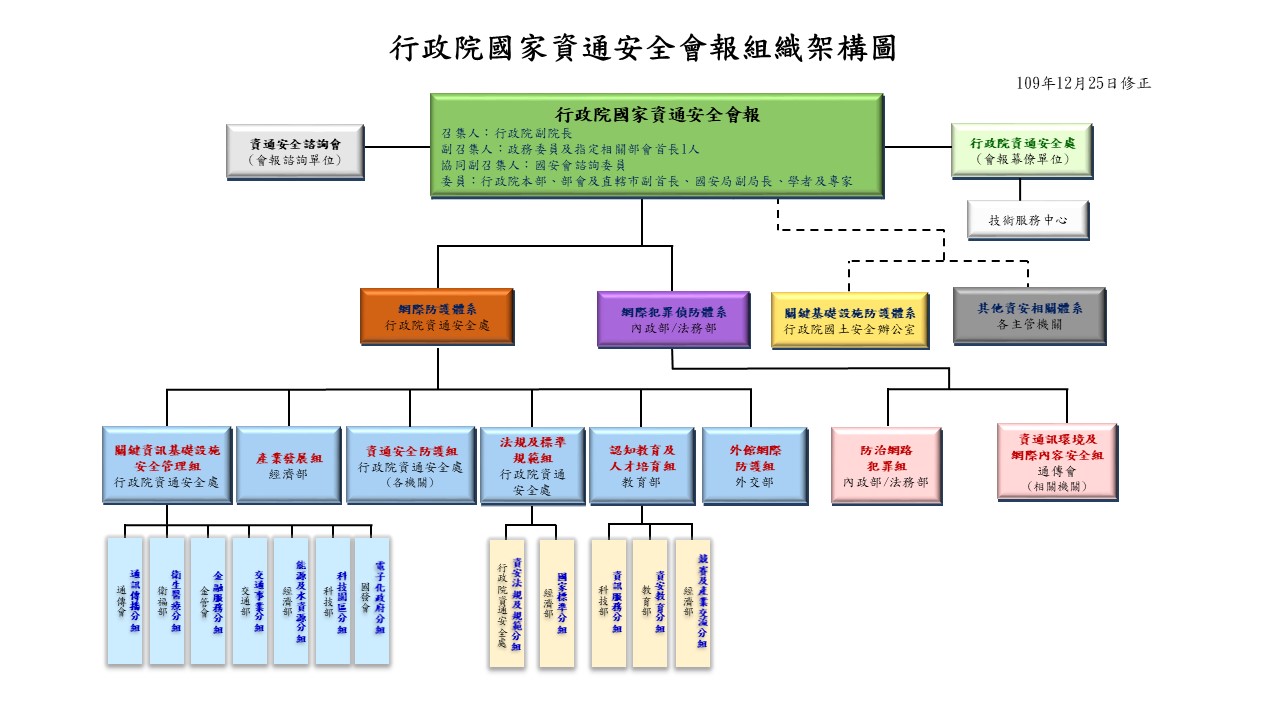 行政院國家資通安全會報組織架構圖
109年12月25日修正
行政院國家資通安全會報
召集人：行政院副院長
副召集人：政務委員及指定相關部會首長1人
協同副召集人：國安會諮詢委員
委員：行政院本部、部會及直轄市副首長、國安局副局長、學者及專家
資通安全諮詢會
(會報諮詢單位)
行政院資通安全處
(會報幕僚單位)
技術服務中心
網際防護體系
行政院資通安全處
網際犯罪偵防體系
內政部/法務部
關鍵基礎設施防護體系
行政院國土安全辦公室
其他資安相關體系
各主管機關
關鍵資訊基礎設施
安全管理組
行政院資通安全處
產業發展組
經濟部
資通安全防護組
行政院資通安全處
(各機關)
法規及標準
規範組
行政院資通
安全處
認知教育及
人才培育組
教育部
外館網際
防護組
外交部
防治網路
犯罪組
內政部/法務部
資通訊環境及
網際內容安全組
通傳會
(相關機關)
通訊傳播分組
通傳會
衛生醫療分組
衛福部
金融服務分組
金管會
交通事業分組
交通部
能源及水資源分組
經濟部
科技園區分組
科技部
電子化政府分組
國發會
資安法規及規範分組
行政院資通安全處
國家標準分組
經濟部
資訊服務分組
科技部
資安教育分組
教育部
競賽及產業交流分組
經濟部